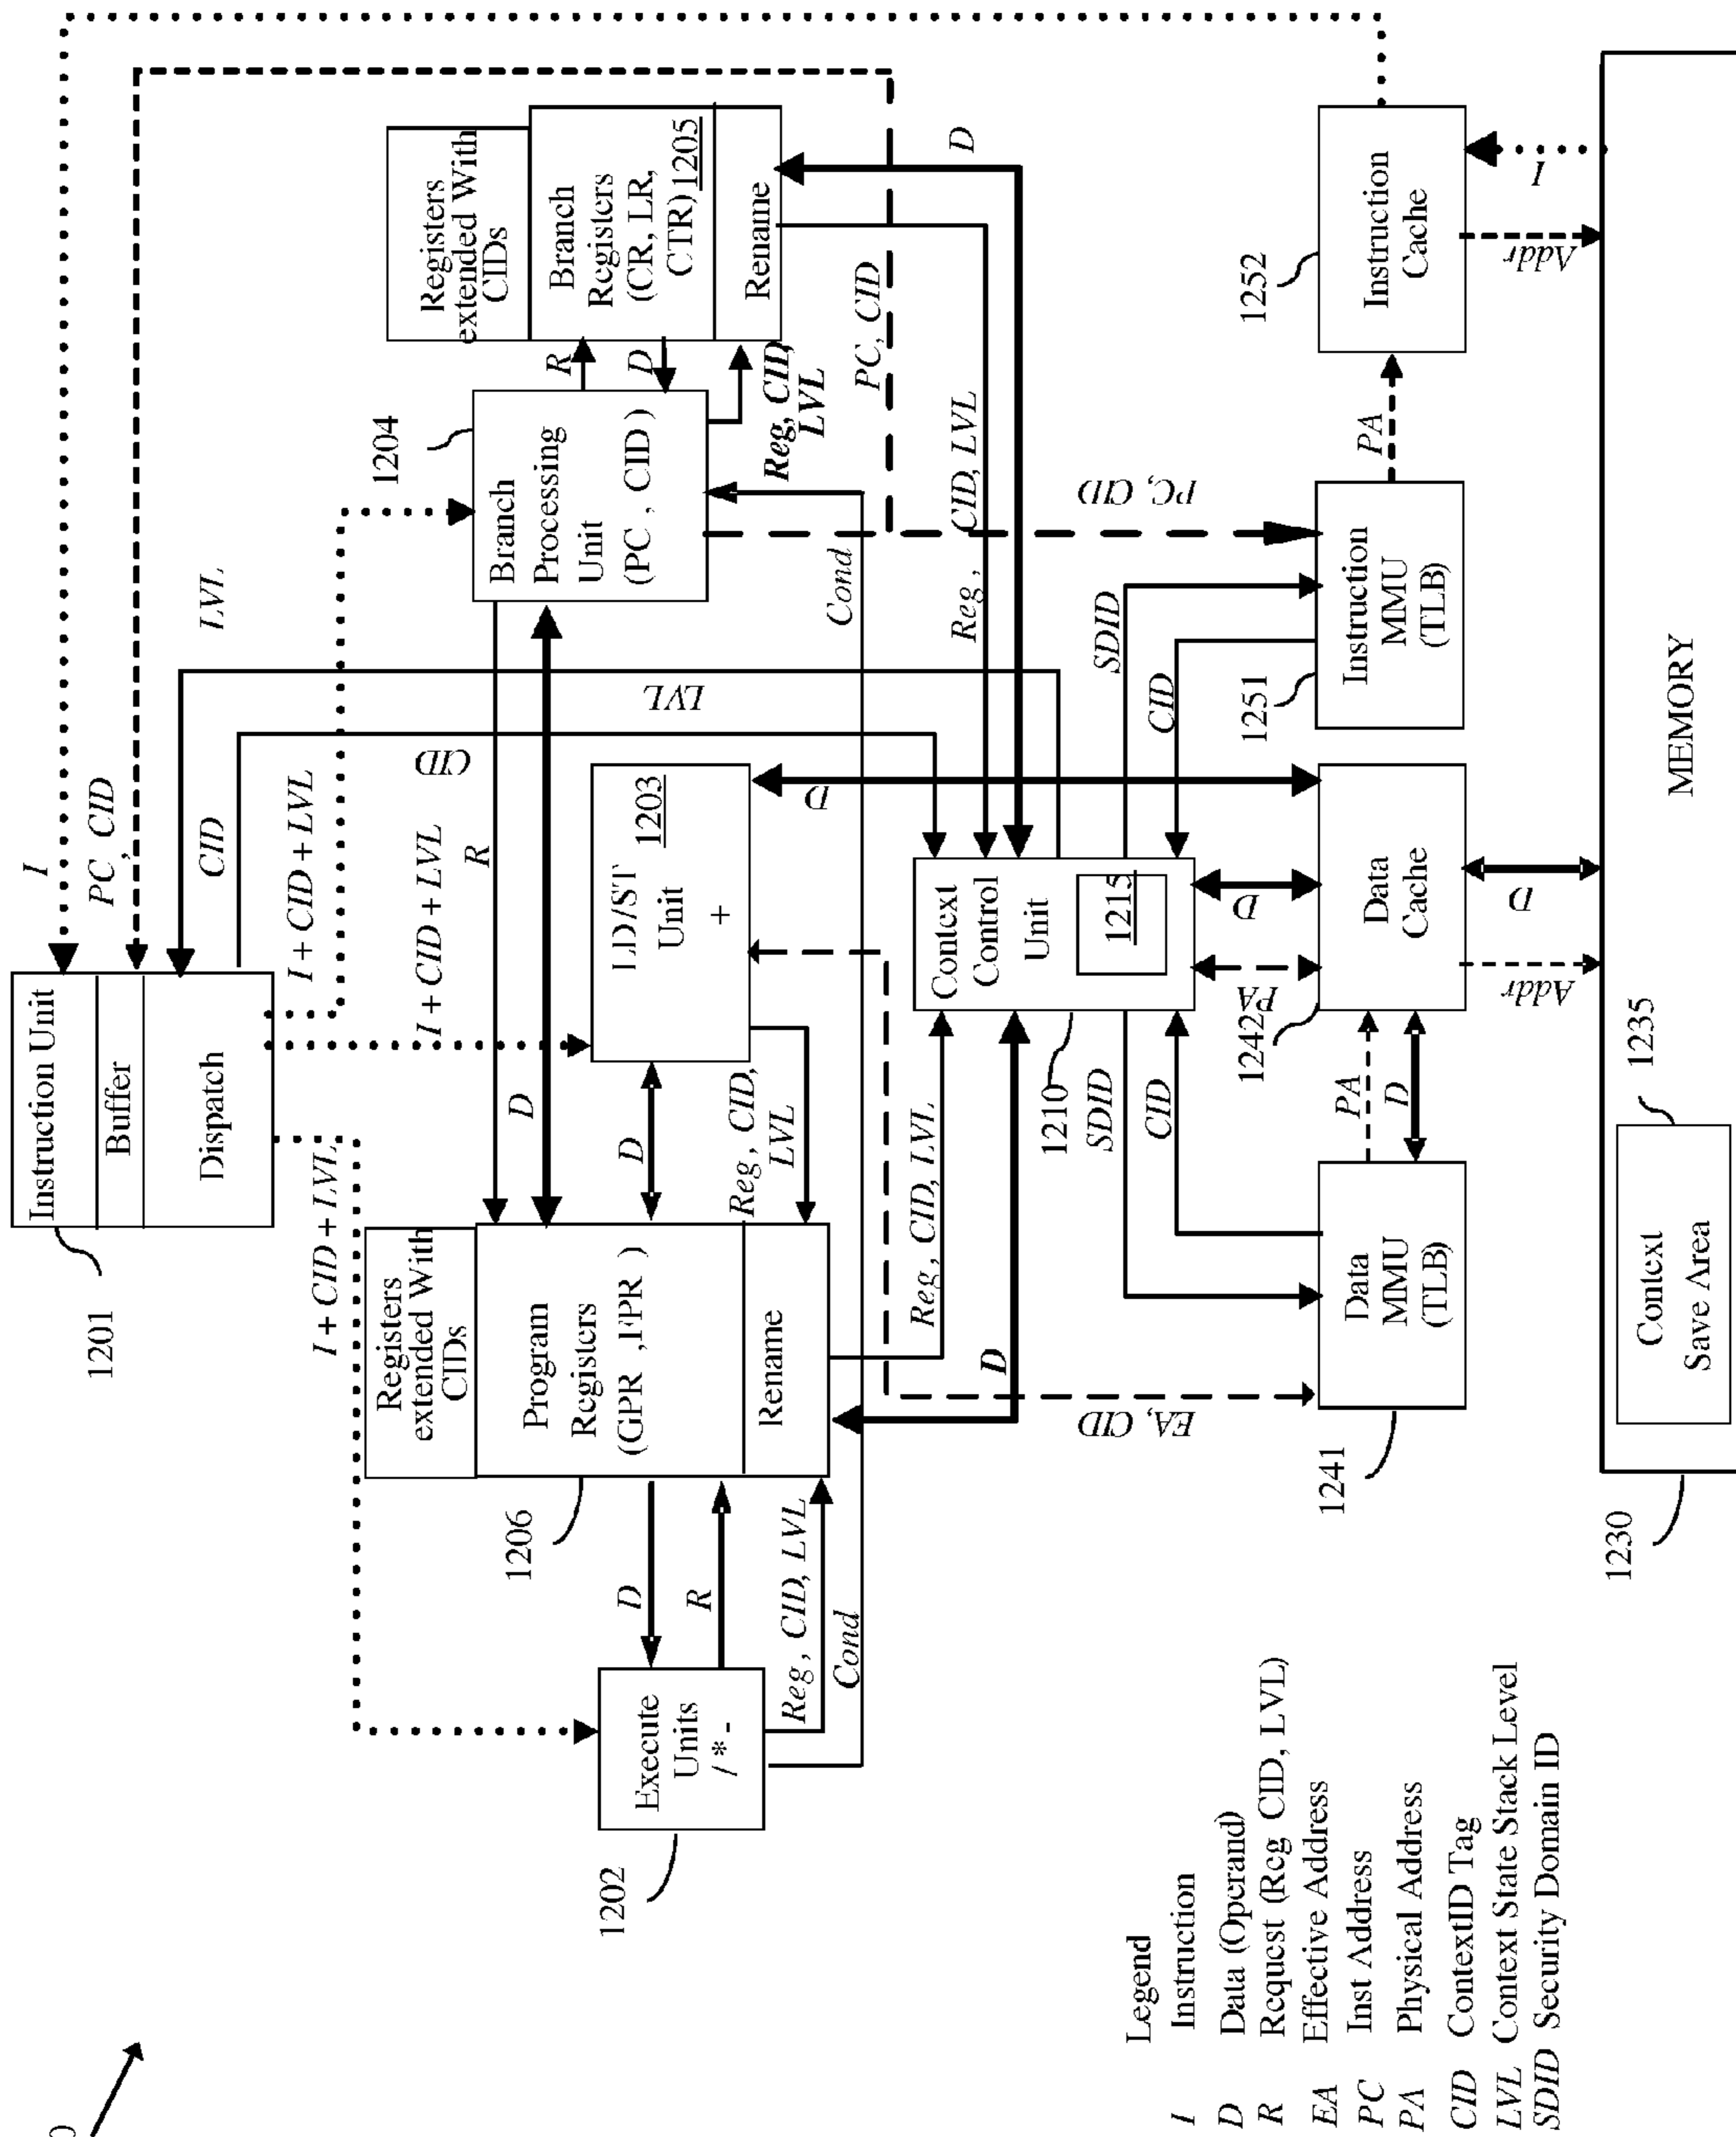 Instruction Unit
Buffer
Dispatch
1201
I
PC, CID
CID
I + CID + LVL
I + CID + LVL
I + CID + LVL
LVL
LVL
CID
Registers
extended With
CIDs
Program
Registers
(GPR , FPR )
Rename
1206
R
D
D
LD/ST 1203
Unit
+
Reg , CID,
LVL
Branch
Processing
Unit
(PC , CID )
1204
R
D
Reg, CID,
LVL
Registers
extended With
CIDs
Branch
Registers
(CR, LR,
CTR) 1205
Rename
D
PC, CID
Reg , CID, LVL
Cond
Execute
Units
/ * -
1202
D
R
Reg , CID, LVL
Cond
Reg , CID, LVL
D
EA, CID
D
Context
Control
Unit
1215
1210
SDID
CID
PA
D
SDID
CID
PC, CID
Data
MMU
(TLB)
1241
PA
D
Data
Cache
1242
Instruction
MMU
(TLB)
1251
PA
Instruction
Cache
1252
Addr
D
Addr
I
MEMORY
Context
Save Area
1235
1230
0
Legend
I Instruction
D Data (Operand)
R Request (Reg CID, LVL)
EA Effective Address
PC Inst Address
PA Physical Address
CID ContextID Tag
LVL Context State Stack Level
SDID Security Domain ID